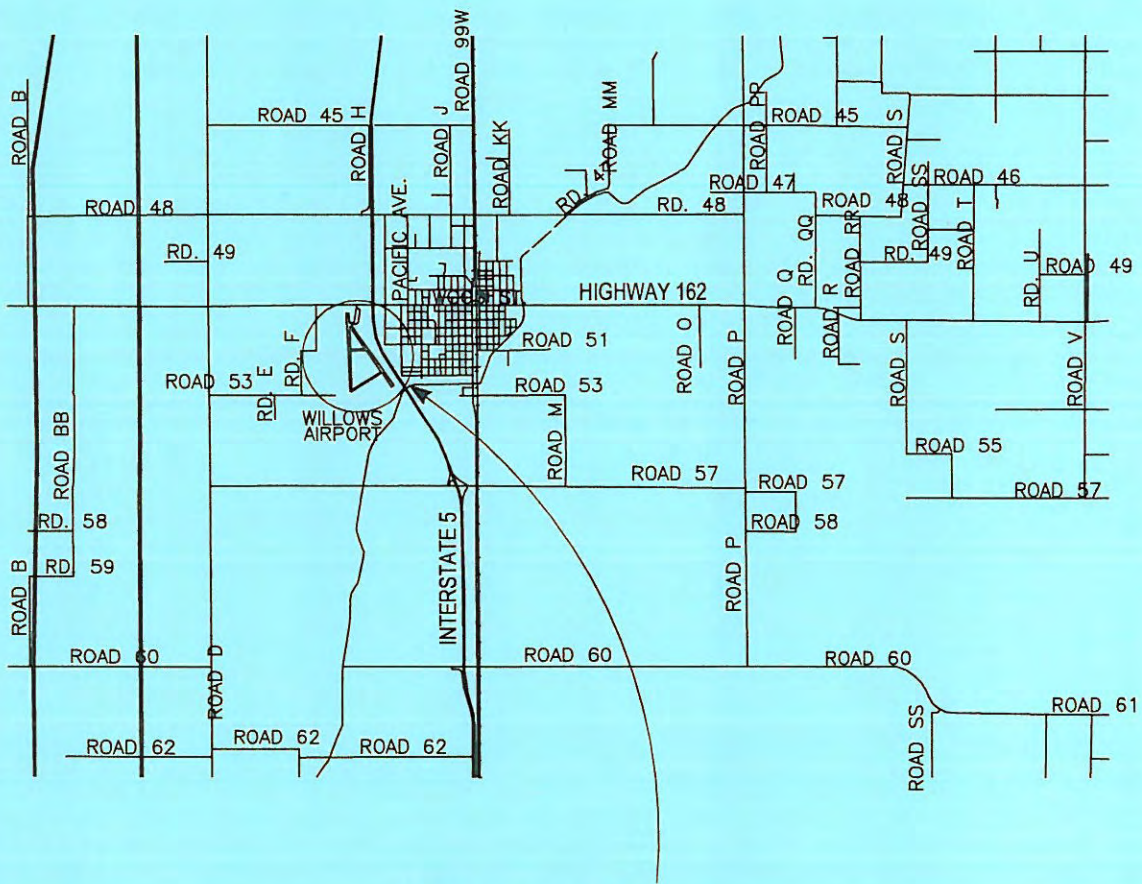 ROAD B
ROAD 45
ROAD H
ROAD J
ROAD 99W
ROAD KK
ROAD MM
ROAD PP
ROAD 45
ROAD S
RD. 4
ROAD 47
ROAD SS
ROAD 46
ROAD 48
PACIFIC AVE.
RD. 48
RD. QQ
ROAD 48
ROAD RR
ROAD T
RD. 49
RD. 49
RD. U
ROAD 49
HIGHWAY 162
ROAD Q
ROAD R
RD. F
ROAD 51
ROAD O
ROAD P
ROAD S
ROAD V
ROAD 53
RD. E
WILLOWS
AIRPORT
ROAD 53
ROAD M
ROAD BB
ROAD 55
ROAD 57
ROAD 57
ROAD 57
RD. 58
ROAD 58
INTERSTATE 5
RD. 59
ROAD B
ROAD P
ROAD 60
ROAD D
ROAD 60
ROAD 60
ROAD SS
ROAD 61
ROAD 62
ROAD 62
ROAD 62